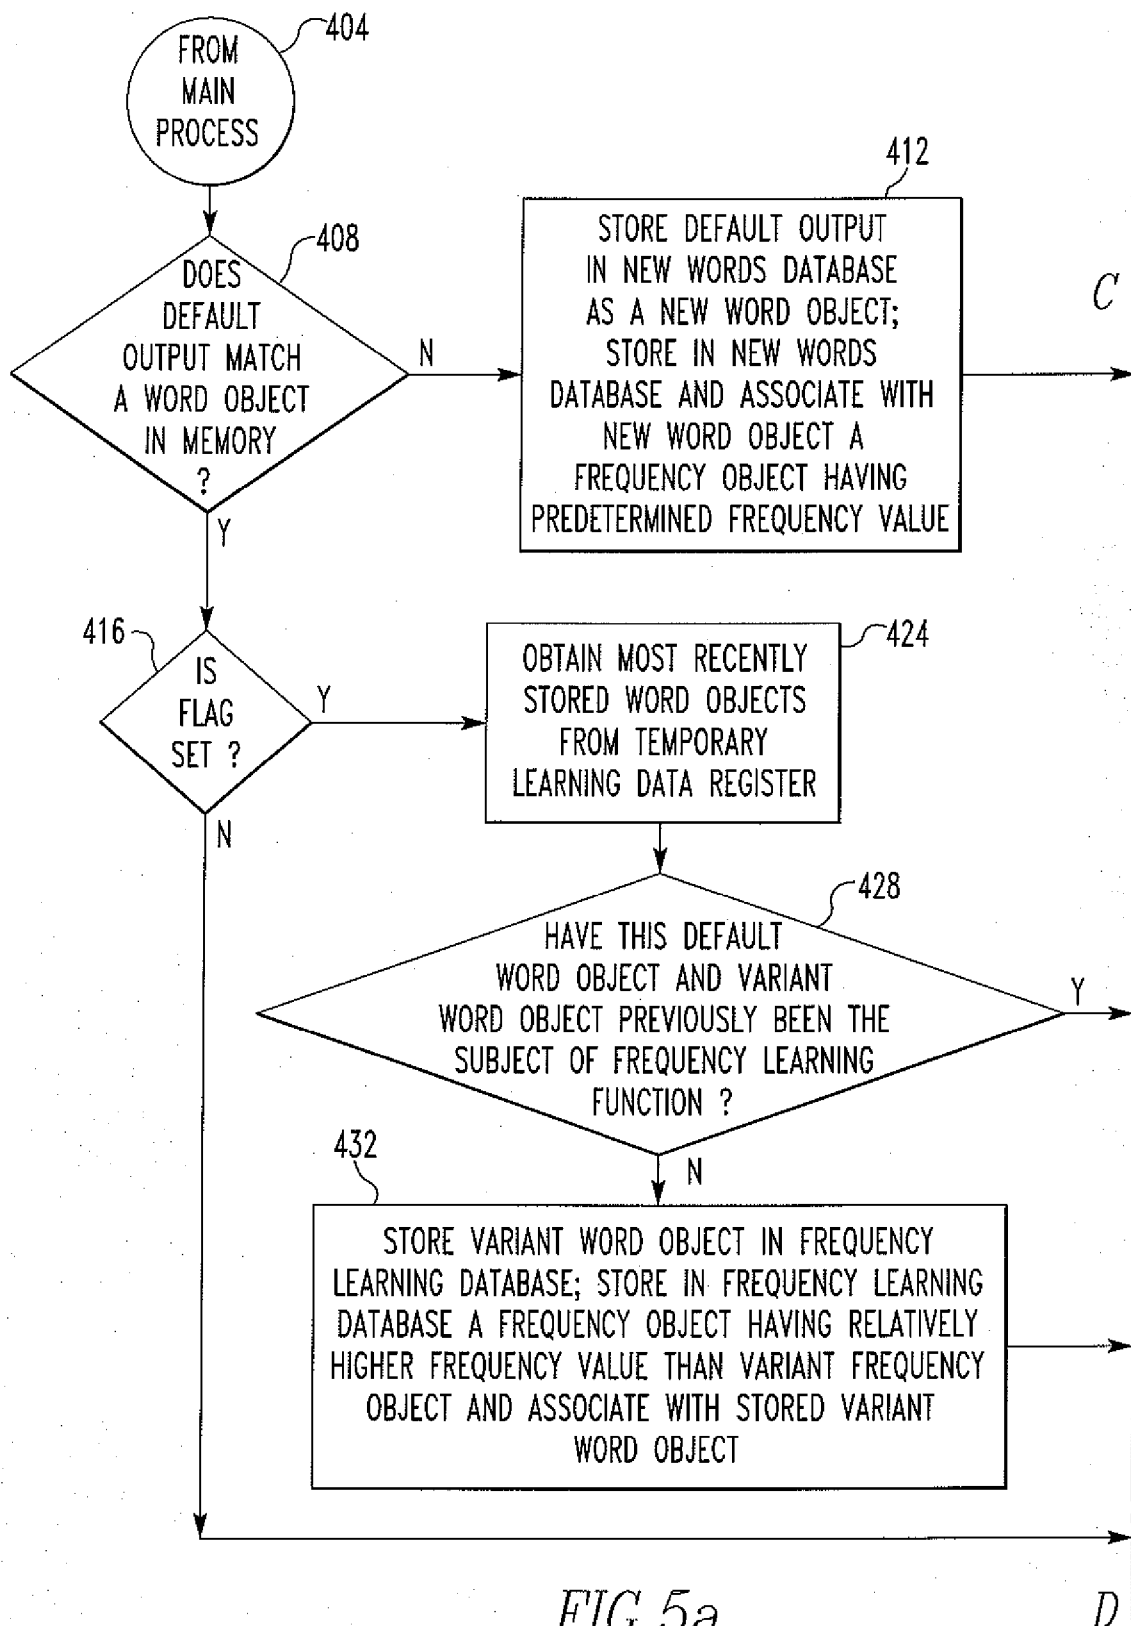 FROM
MAIN
PROCESS
404
DOES
DEFAULT
OUTPUT MATCH
A WORD OBJECT
IN MEMORY
?
408
N
Y
412
STORE DEFAULT OUTPUT
IN NEW WORDS DATABASE
AS A NEW WORD OBJECT;
STORE IN NEW WORDS
DATABASE AND ASSOCIATE WITH
NEW WORD OBJECT A
FREQUENCY OBJECT HAVING
PREDETERMINED FREQUENCY VALUE
C
416
IS
FLAG
SET ?
Y
N
424
OBTAIN MOST RECENTLY
STORED WORD OBJECTS
FROM TEMPORARY
LEARNING DATA REGISTER
428
HAVE THIS DEFAULT
WORD OBJECT AND VARIANT
WORD OBJECT PREVIOUSLY BEEN THE
SUBJECT OF FREQUENCY LEARNING
FUNCTION ?
Y
N
432
STORE VARIANT WORD OBJECT IN FREQUENCY
LEARNING DATABASE; STORE IN FREQUENCY LEARNING
DATABASE A FREQUENCY OBJECT HAVING RELATIVELY
HIGHER FREQUENCY VALUE THAN VARIANT FREQUENCY
OBJECT AND ASSOCIATE WITH STORED VARIANT
WORD OBJECT
FIG. 5a
D